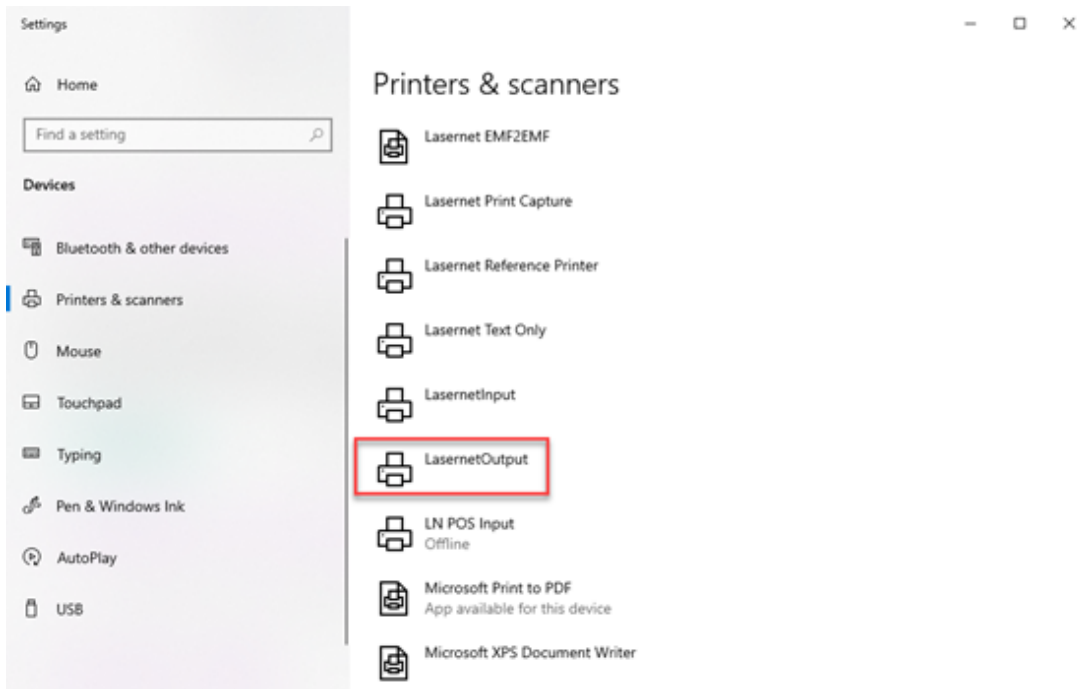 Settings
Home
Find a setting
Devices
Bluetooth & other devices
Printers & scanners
Mouse
Touchpad
Typing
Pen & Windows Ink
AutoPlay
USB
Printers & scanners
Lasernet EMF2EMF
Lasernet Print Capture
Lasernet Reference Printer
Lasernet Text Only
LasernetInput
LasernetOutput
LN POS Input
Offline
Microsoft Print to PDF
App available for this device
Microsoft XPS Document Writer